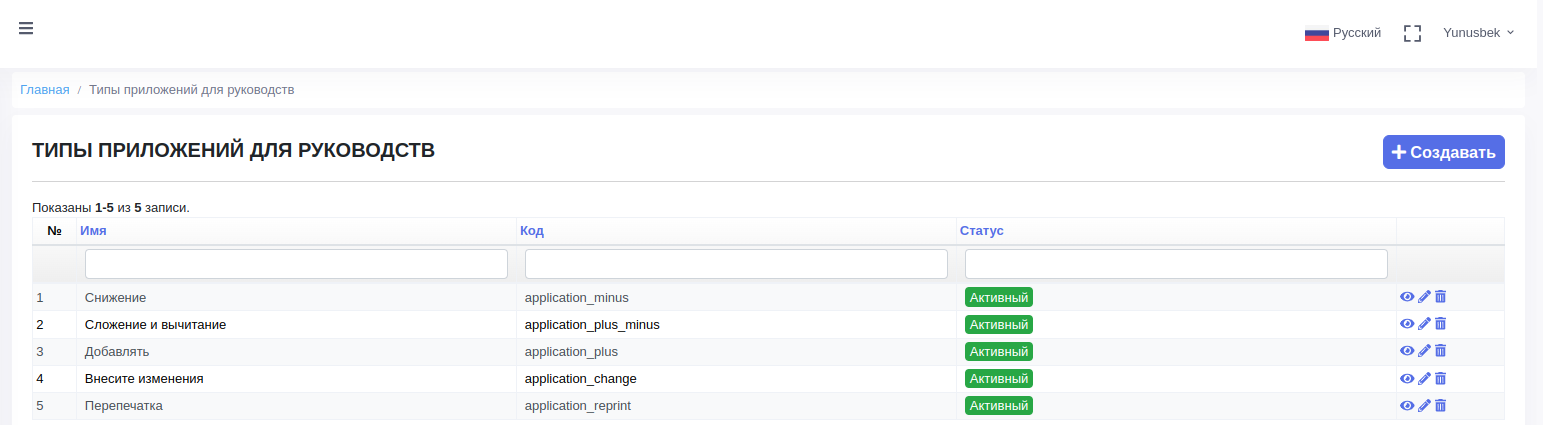 Русский
Yunusbek
Главная / Типы приложений для руководств
ТИПЫ ПРИЛОЖЕНИЙ ДЛЯ РУКОВОДСТВ
Создавать
Показаны 1-5 из 5 записи.
№ Имя Код Статус
1 Снижение application_minus Активный
2 Сложение и вычитание application_plus_minus Активный
3 Добавлять application_plus Активный
4 Внесите изменения application_change Активный
5 Перепечатка application_reprint Активный